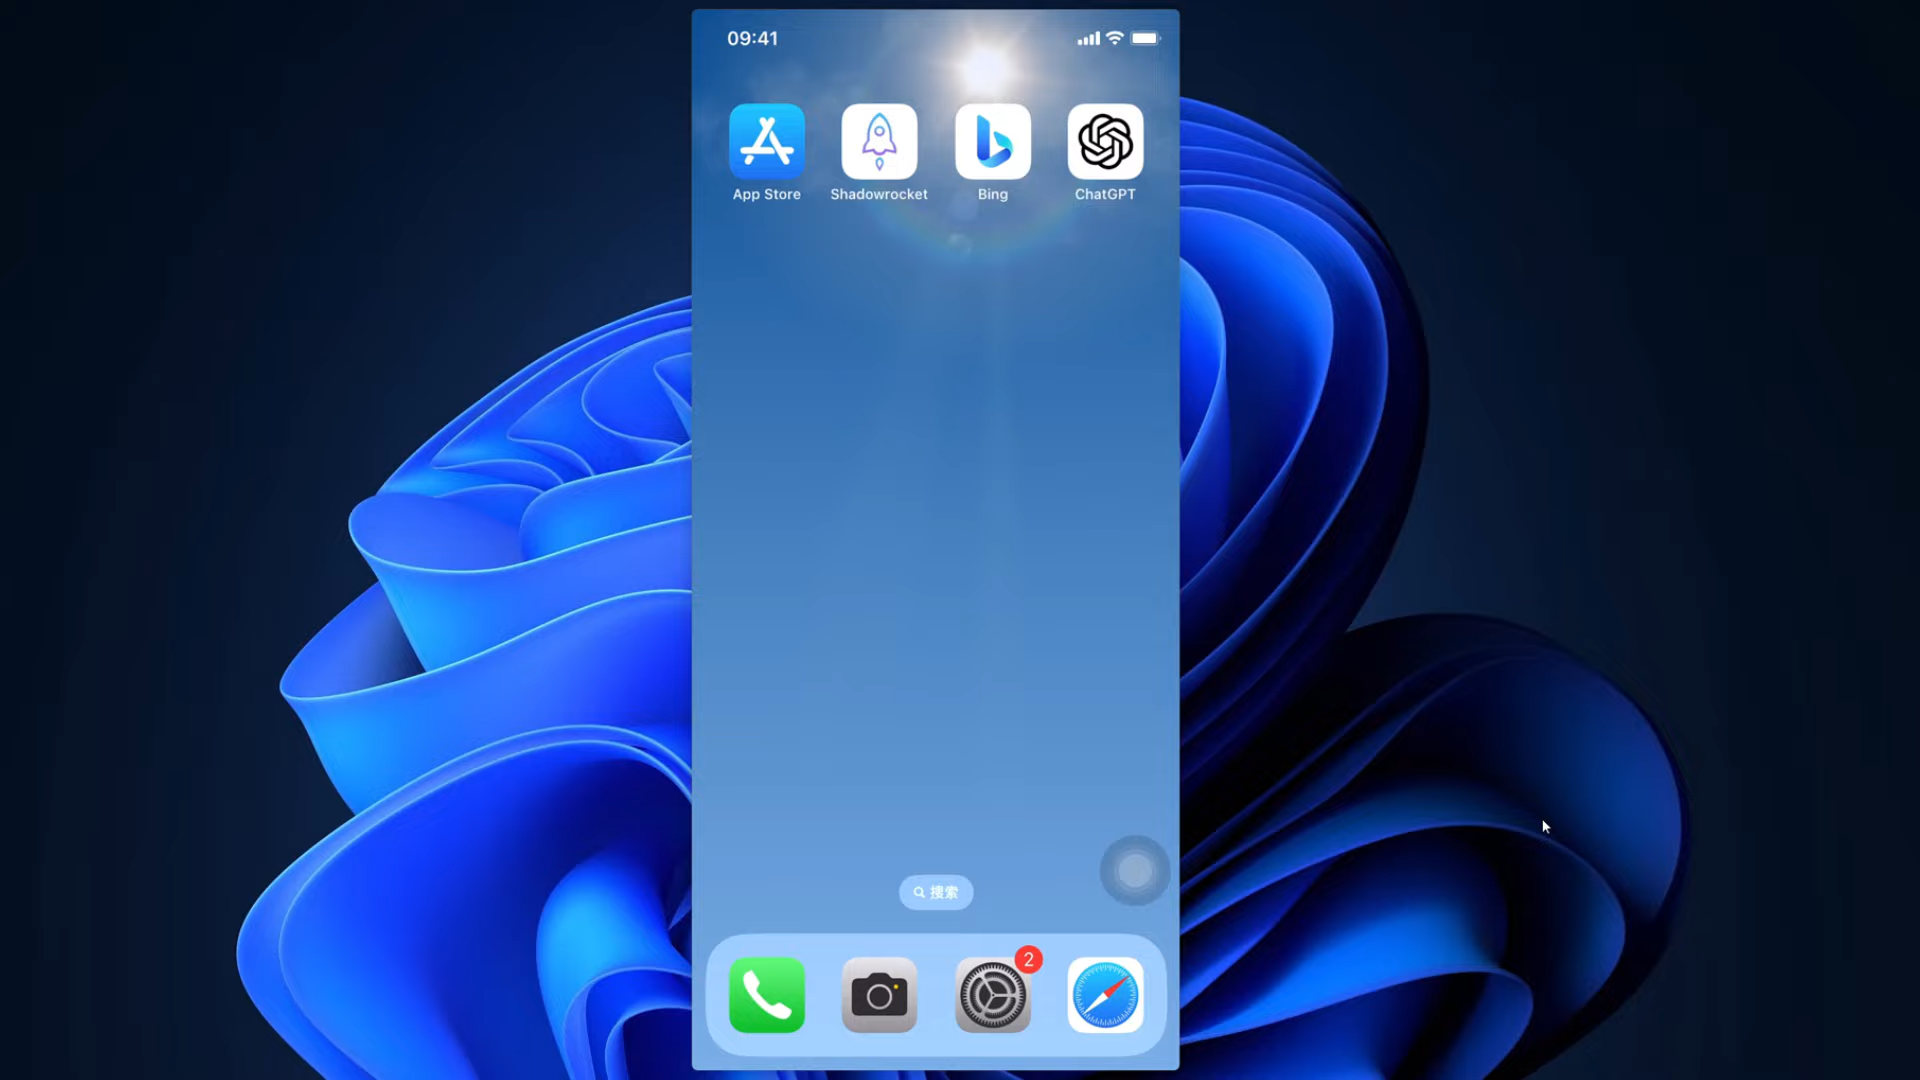 09:41
App Store
Shadowrocket
Bing
ChatGPT
搜索
2